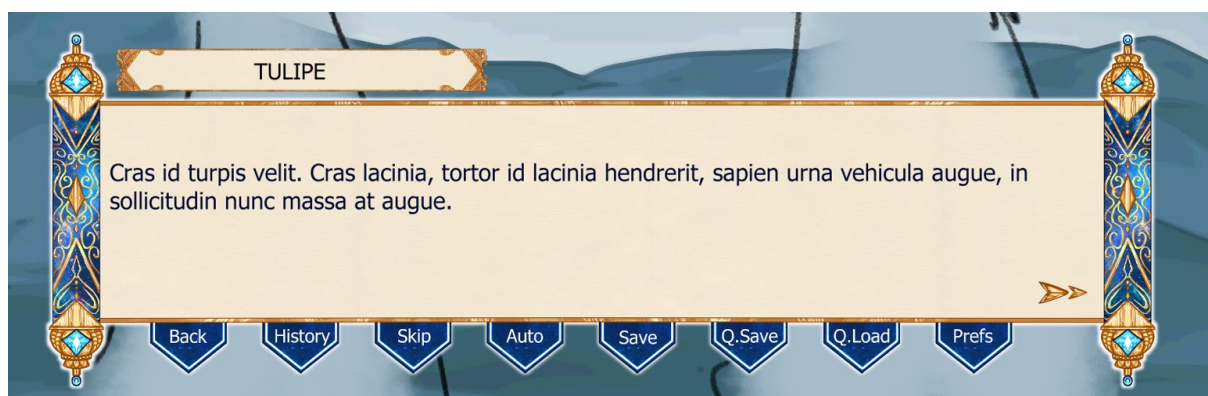 TULIPE
Cras id turpis velit. Cras lacinia, tortor id lacinia hendrerit, sapien urna vehicula augue, in
sollicitudin nunc massa at augue.
Back
History
Skip
Auto
Save
Q.Save
Q.Load
Prefs